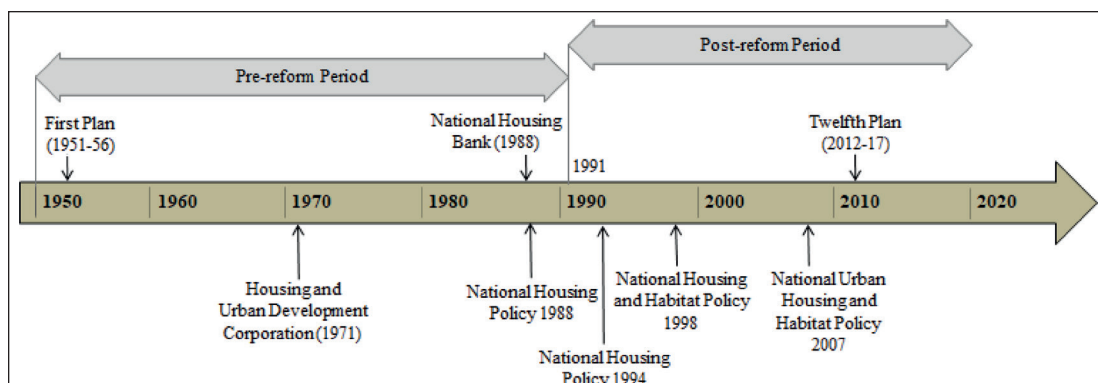 Post-reform Period
Pre-reform Period
First Plan
(1951-56)
National Housing
Bank (1988)
1991
Twelfth Plan
(2012-17)
1950
1960
1970
1980
1990
2000
2010
2020
Housing and
Urban Development
Corporation (1971)
National Housing
Policy 1988
National Housing
Policy 1994
National Housing
and Habitat Policy
1998
National Urban
Housing and
Habitat Policy
2007